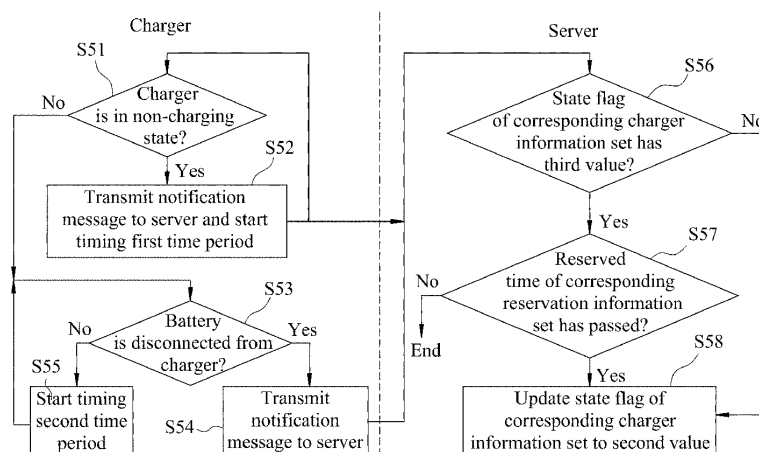 Charger
Server
S51
Charger
is in non-charging
state?
No
Yes
S52
Transmit notification
message to server and start
timing first time period
S53
Battery
is disconnected from
charger?
No
Yes
S55
Start timing
second time
period
S54
Transmit
notification
message to server
S56
State flag
of corresponding charger
information set has
third value?
No
Yes
S57
Reserved
time of corresponding
reservation information
set has passed?
No
End
Yes
S58
Update state flag of
corresponding charger
information set to second value